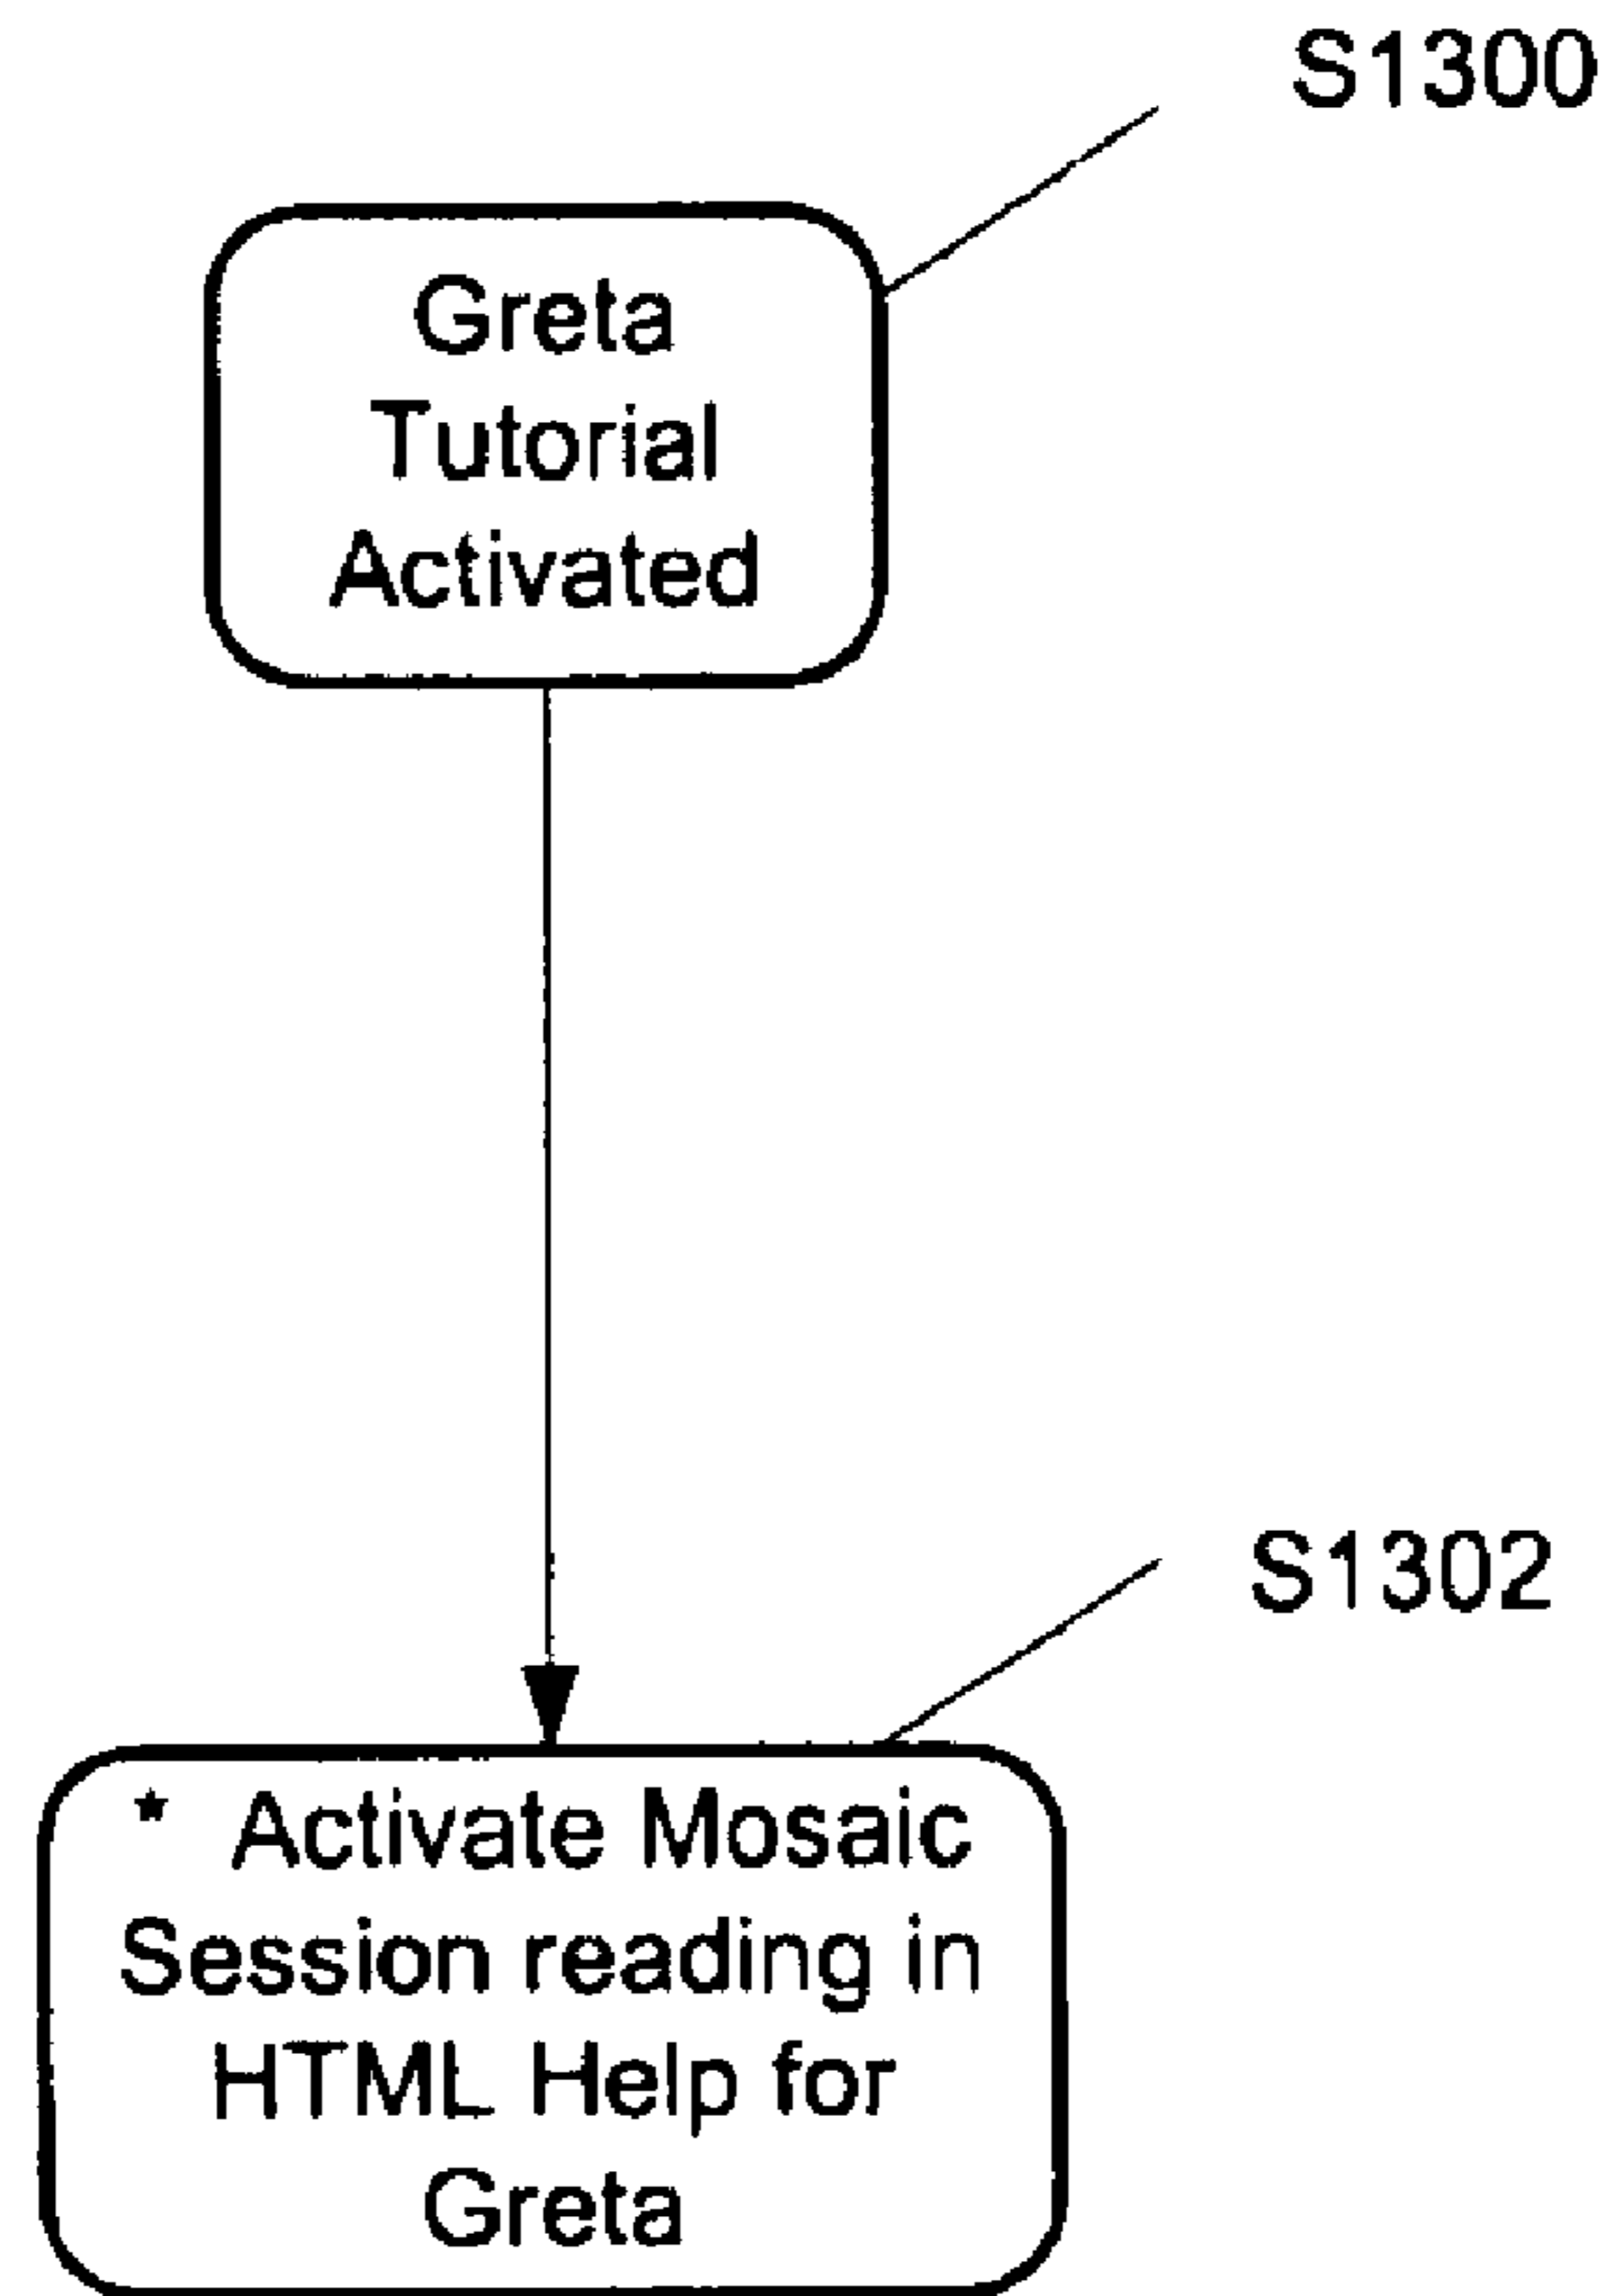 S1300
Greta
Tutorial
Activated
S1302
* Activate Mosaic
Session reading in
HTML Help for
Greta